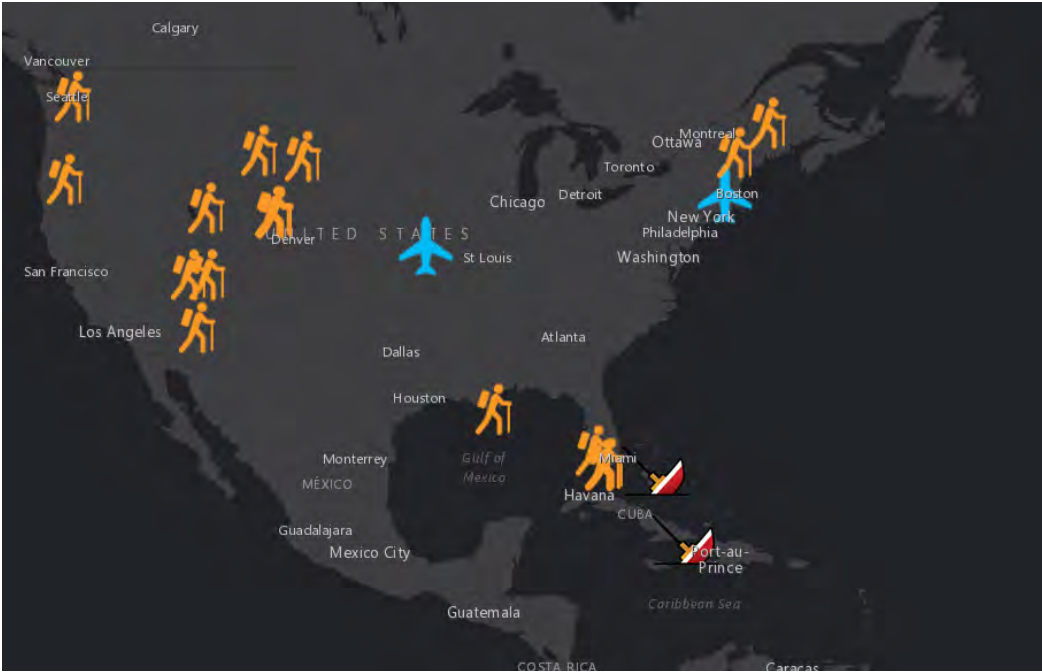 Calgary
Vancouver
Seattle
Montreal
Ottawa
Toronto
Detroit
Boston
Chicago
New York
Philadelphia
UNITED STATES
Denver
St Louis
Washington
San Francisco
Los Angeles
Atlanta
Dallas
Houston
Monterrey
Gulf of
Mexico
Miami
MÉXICO
Havana
CUBA
Guadalajara
Mexico City
Port-au-
Prince
Caribbean Sea
Guatemala
COSTA RICA
Caracas